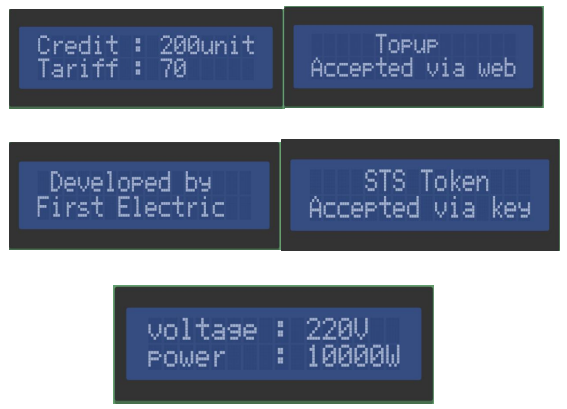 Credit : 200unit
Tariff : 70
Topup
Accepted via web
Developed by
First Electric
STS Token
Accepted via key
voltage : 220V
power : 10000W